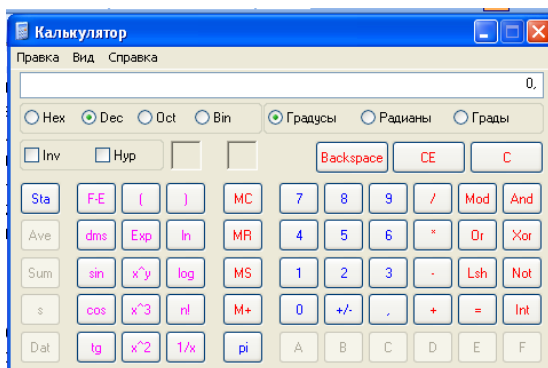 Калькулятор
Правка Вид Справка
0,
Hex Dec Oct Bin Градусы Радианы Грады
Inv Hyp Backspace CE C
Sta F-E ( ) MC 7 8 9 / Mod And
Ave dms Exp ln MR 4 5 6 * Or Xor
Sum sin x^y log MS 1 2 3 - Lsh Not
s cos x^3 n! M+ 0 +/- , + = Int
Dat tg x^2 1/x pi A B C D E F